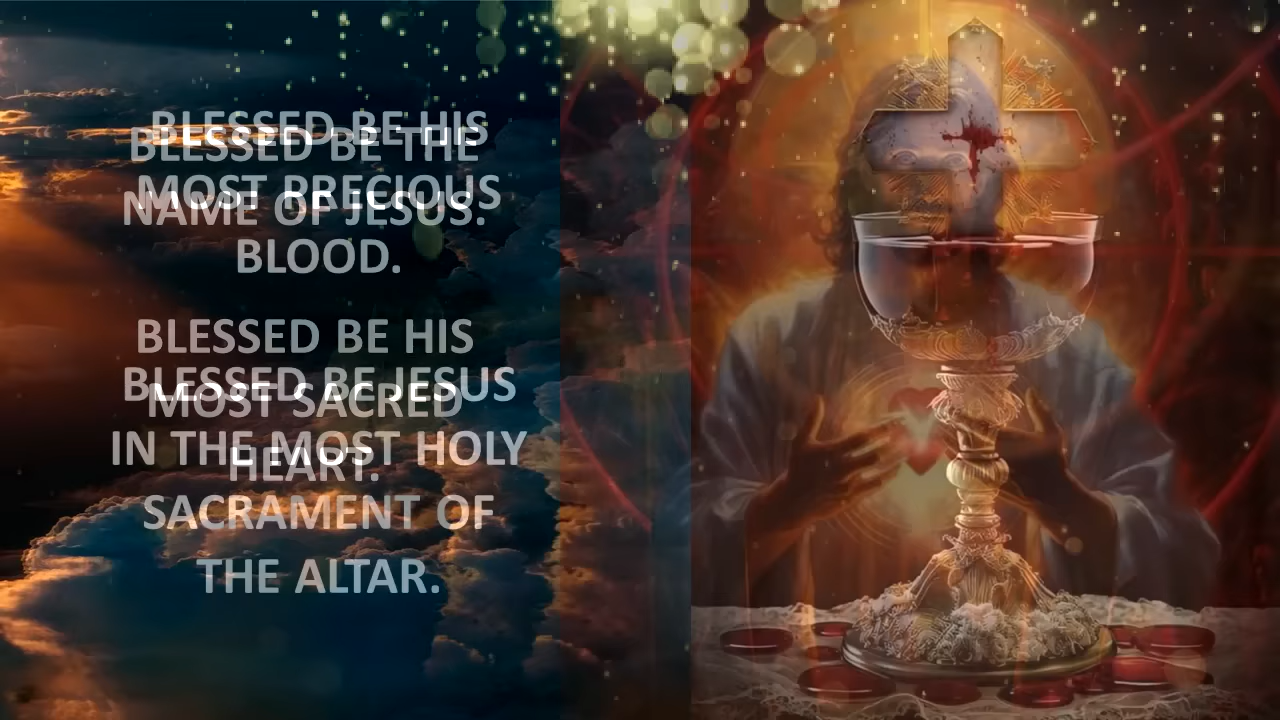 BLESSED BE THE
NAME OF JESUS.
BLESSED BE HIS
MOST SACRED
HEART.
BLESSED BE HIS
MOST PRECIOUS
BLOOD.
BLESSED BE JESUS
IN THE MOST HOLY
SACRAMENT OF
THE ALTAR.